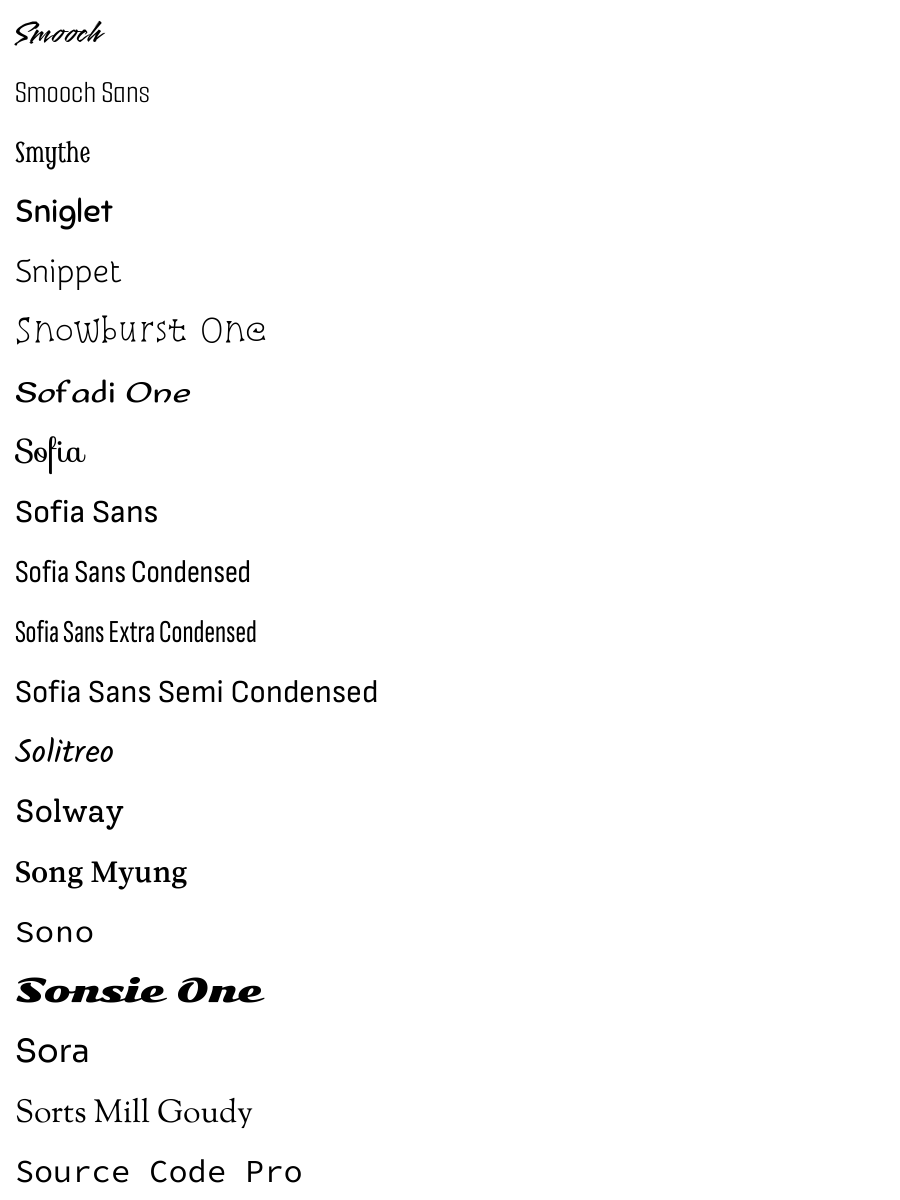 Smooch
Smooch Sans
Smythe
Sniglet
Snippet
Snowburst One
Sofadi One
Sofia
Sofia Sans
Sofia Sans Condensed
Sofia Sans Extra Condensed
Sofia Sans Semi Condensed
Solitreo
Solway
Song Myung
Sono
Sonsie One
Sora
Sorts Mill Goudy
Source Code Pro